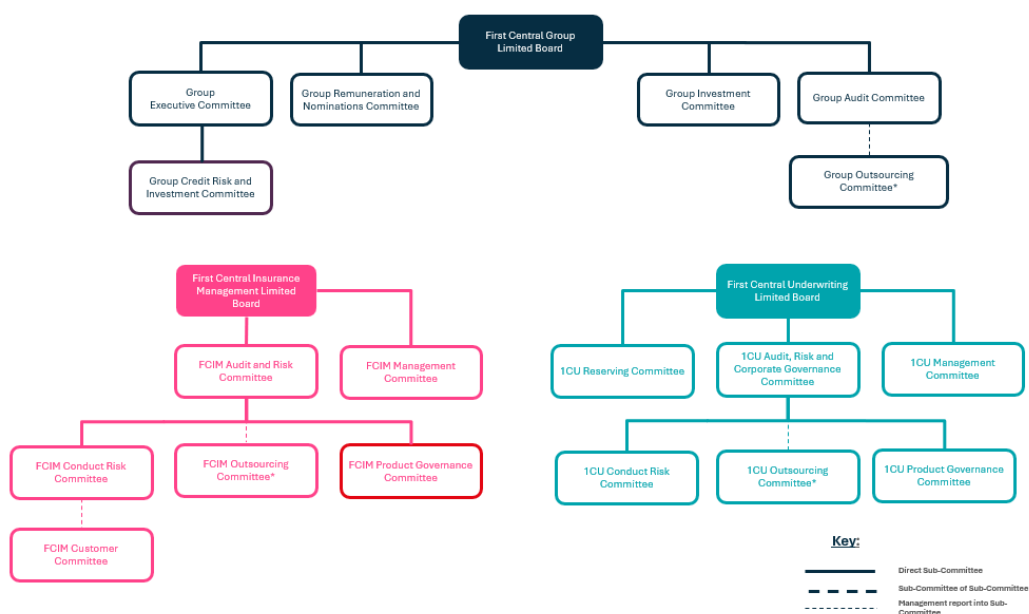 First Central Group
Limited Board
Group
Executive Committee
Group Remuneration and
Nominations Committee
Group Investment
Committee
Group Audit Committee
Group Credit Risk and
Investment Committee
Group Outsourcing
Committee*
First Central Insurance
Management Limited
Board
First Central Underwriting
Limited Board
FCIM Audit and Risk
Committee
FCIM Management
Committee
1CU Reserving Committee
1CU Audit, Risk and
Corporate Governance
Committee
1CU Management
Committee
FCIM Conduct Risk
Committee
FCIM Outsourcing
Committee*
FCIM Product Governance
Committee
1CU Conduct Risk
Committee
1CU Outsourcing
Committee*
1CU Product Governance
Committee
FCIM Customer
Committee
Key:
Direct Sub-Committee
Sub-Committee of Sub-Committee
Management report into Sub-
Committee